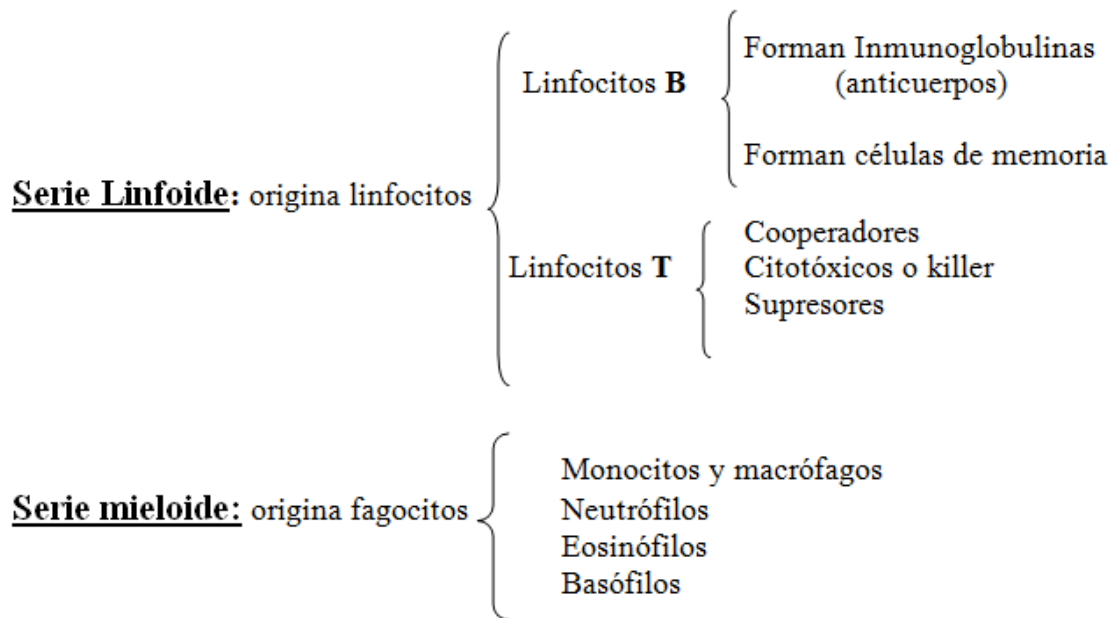 Linfocitos B
Forman Inmunoglobulinas
(anticuerpos)
Forman células de memoria
Serie Linfoide: origina linfocitos
Linfocitos T
Cooperadores
Citotóxicos o killer
Supresores
Serie mieloide: origina fagocitos
Monocitos y macrófagos
Neutrófilos
Eosinófilos
Basófilos